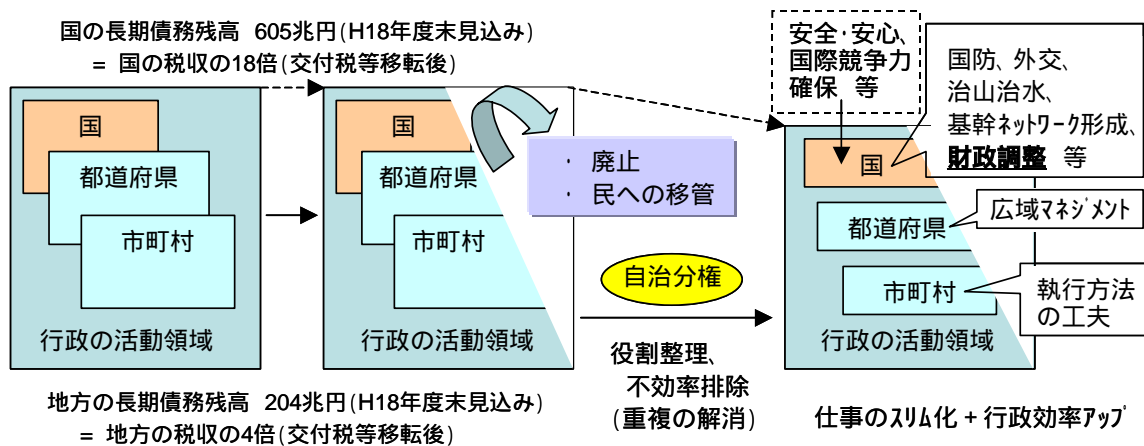 国の長期債務残高 605兆円(H18年度末見込み)
= 国の税収の18倍(交付税等移転後)
国
都道府県
市町村
行政の活動領域
国
都道府県
市町村
行政の活動領域
・ 廃止
・ 民への移管
自治分権
役割整理、
不効率排除
(重複の解消)
安全・安心、
国際競争力
確保 等
国防、外交、
治山治水、
基幹ネットワーク形成、
財政調整 等
国
都道府県
広域マネジメント
市町村
執行方法
の工夫
行政の活動領域
地方の長期債務残高 204兆円(H18年度末見込み)
= 地方の税収の4倍(交付税等移転後)
仕事のスリム化 + 行政効率アップ